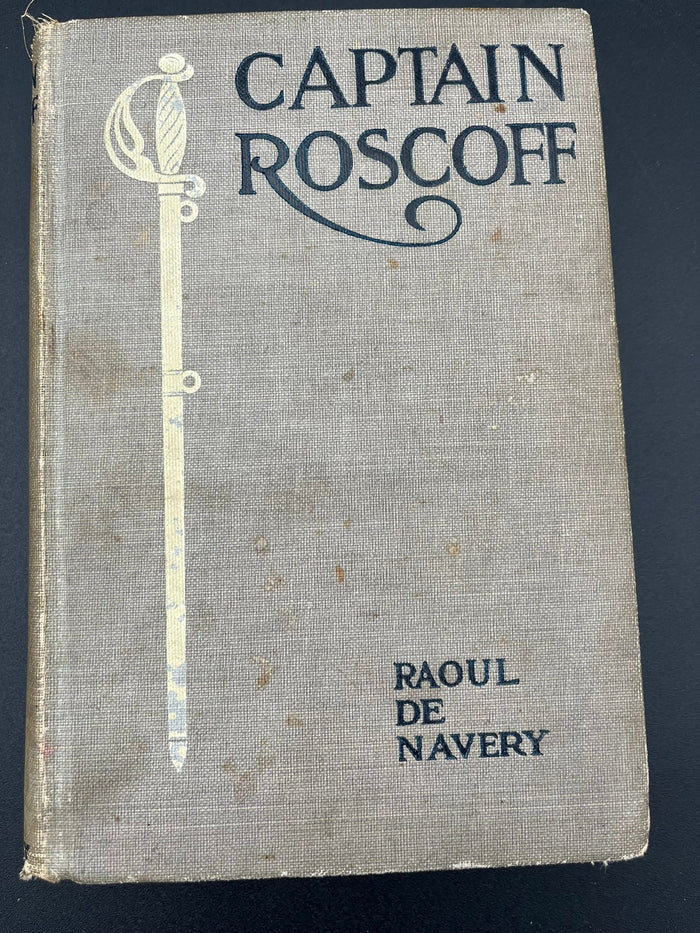 CAPTAIN
ROSCOFF
RAOUL
DE
NAVERY